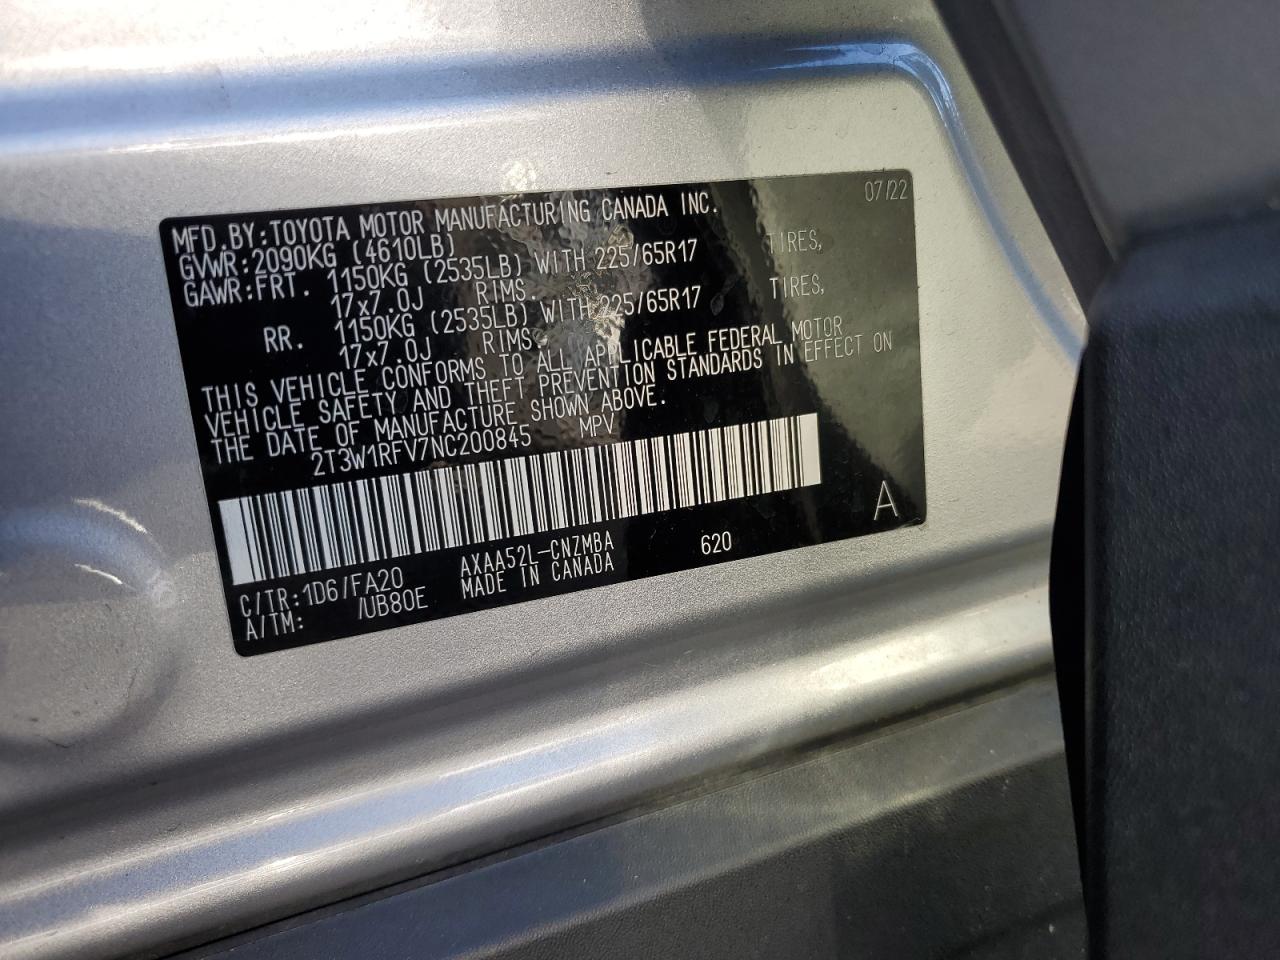 07/22
MFD.BY:TOYOTA MOTOR MANUFACTURING CANADA INC.
GVWR:2090KG (4610LB)
GAWR:FRT. 1150KG (2535LB) WITH 225/65R17 TIRES,
17x7.0J RIMS.
RR. 1150KG (2535LB) WITH 225/65R17 TIRES,
17x7.0J RIMS.
THIS VEHICLE CONFORMS TO ALL APPLICABLE FEDERAL MOTOR
VEHICLE SAFETY AND THEFT PREVENTION STANDARDS IN EFFECT ON
THE DATE OF MANUFACTURE SHOWN ABOVE.
2T3W1RFV7NC200845 MPV
A
C/TR:1D6/FA20 AXAA52L-CNZMBA 620
A/TM: /UB80E MADE IN CANADA